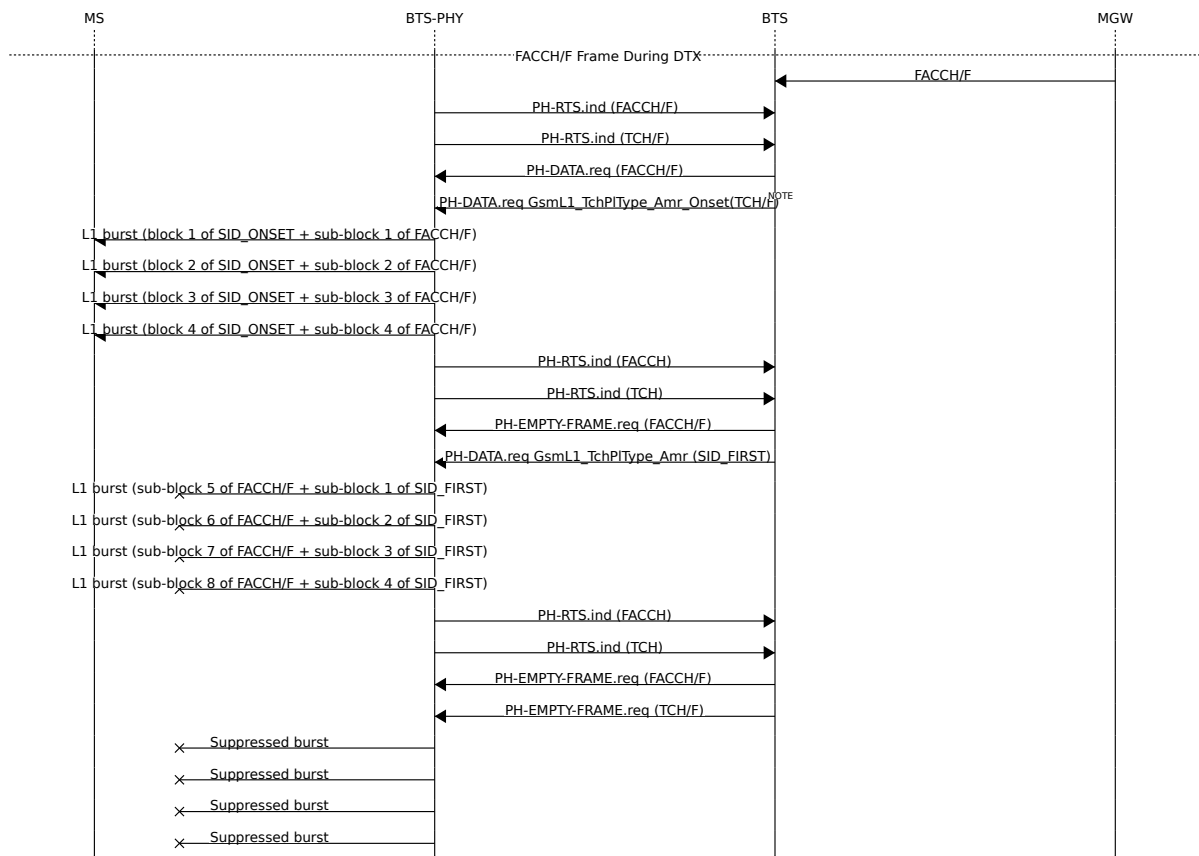 MS BTS-PHY BTS MGW
FACCH/F Frame During DTX
FACCH/F
PH-RTS.ind (FACCH/F)
PH-RTS.ind (TCH/F)
PH-DATA.req (FACCH/F)
NOTE
PH-DATA.req GsmL1_TchPlType_Amr_Onset(TCH/F)
L1 burst (block 1 of SID_ONSET + sub-block 1 of FACCH/F)
L1 burst (block 2 of SID_ONSET + sub-block 2 of FACCH/F)
L1 burst (block 3 of SID_ONSET + sub-block 3 of FACCH/F)
L1 burst (block 4 of SID_ONSET + sub-block 4 of FACCH/F)
PH-RTS.ind (FACCH)
PH-RTS.ind (TCH)
PH-EMPTY-FRAME.req (FACCH/F)
PH-DATA.req GsmL1_TchPlType_Amr (SID_FIRST)
L1 burst (sub-block 5 of FACCH/F + sub-block 1 of SID_FIRST)
L1 burst (sub-block 6 of FACCH/F + sub-block 2 of SID_FIRST)
L1 burst (sub-block 7 of FACCH/F + sub-block 3 of SID_FIRST)
L1 burst (sub-block 8 of FACCH/F + sub-block 4 of SID_FIRST)
PH-RTS.ind (FACCH)
PH-RTS.ind (TCH)
PH-EMPTY-FRAME.req (FACCH/F)
PH-EMPTY-FRAME.req (TCH/F)
Suppressed burst
Suppressed burst
Suppressed burst
Suppressed burst